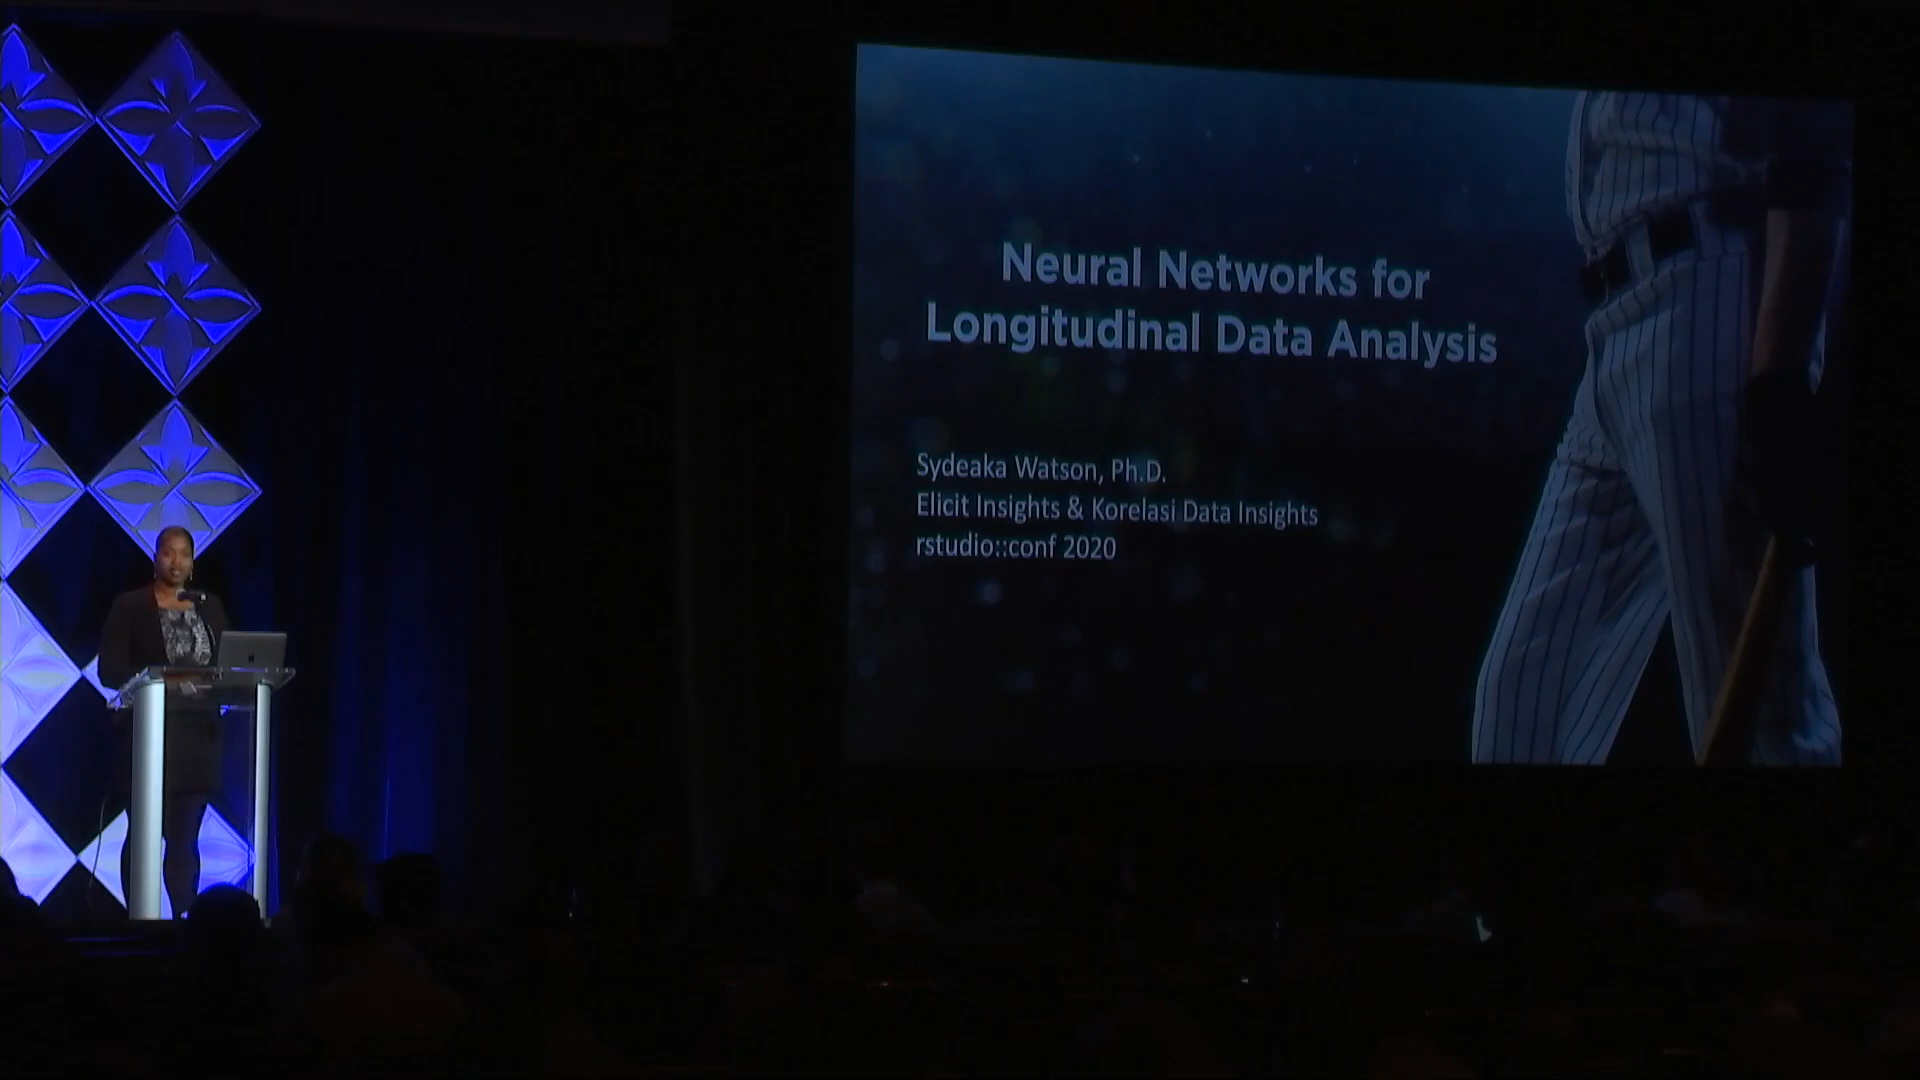 Neural Networks for
Longitudinal Data Analysis
Sydeaka Watson, Ph.D.
Elicit Insights & Korelasi Data Insights
rstudio::conf 2020